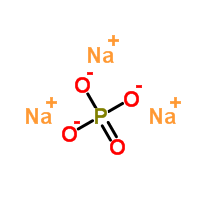 Na+
O- O-
Na+ P Na+
O- O